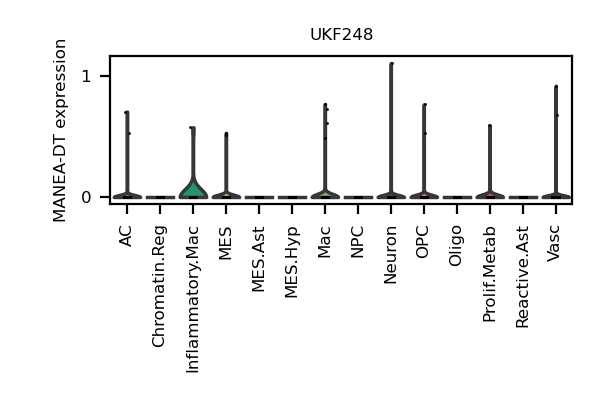 UKF248
MANEA-DT expression
1
0
AC
Chromatin.Reg
Inflammatory.Mac
MES
MES.Ast
MES.Hyp
Mac
NPC
Neuron
OPC
Oligo
Prolif.Metab
Reactive.Ast
Vasc